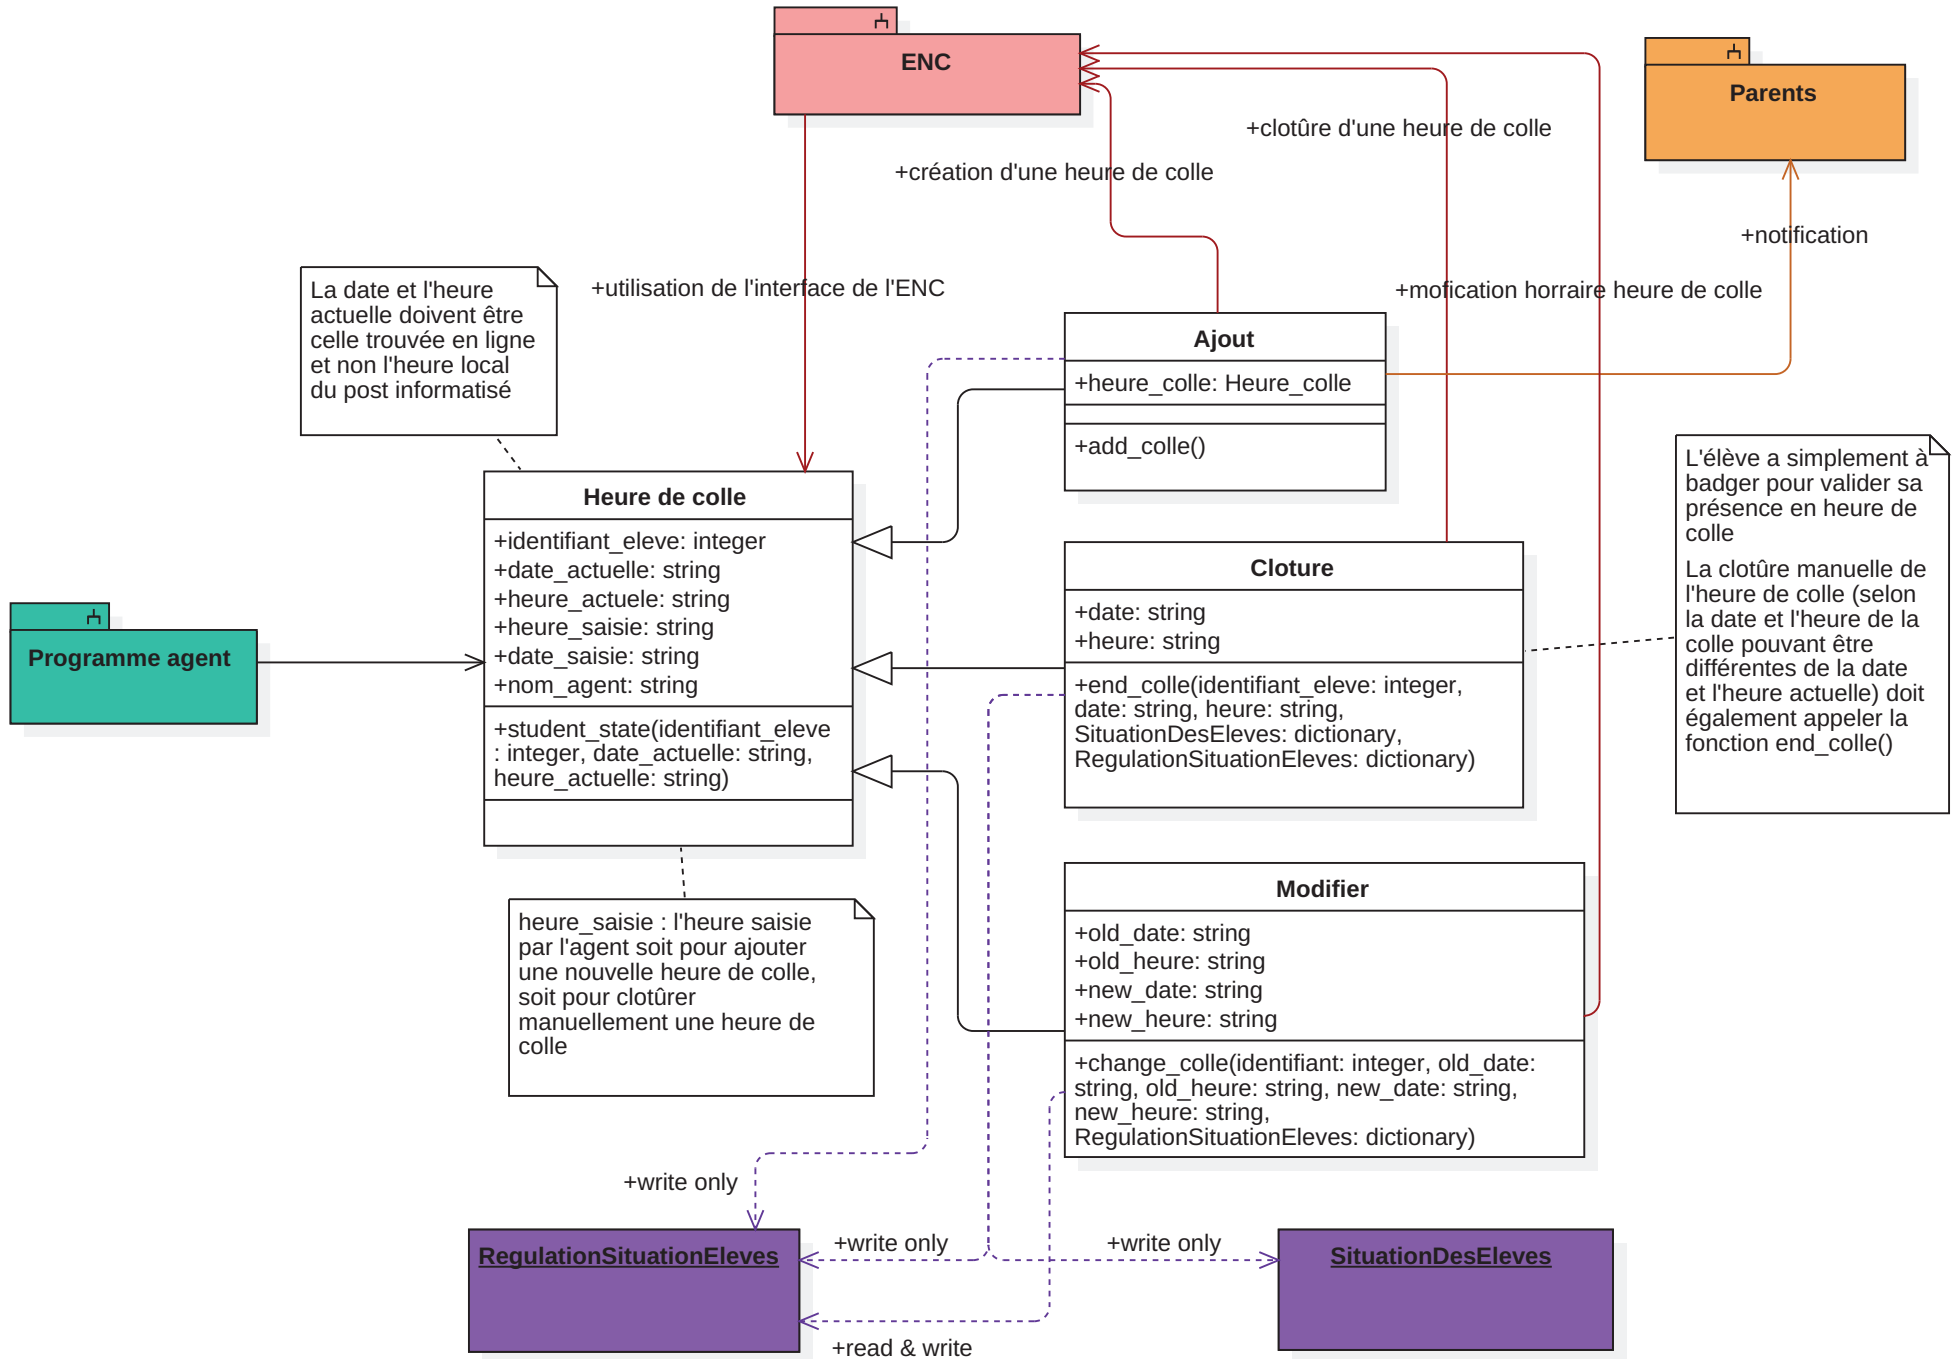 ENC
Parents
+clotûre d'une heure de colle
+création d'une heure de colle
+notification
+utilisation de l'interface de l'ENC
+mofication horraire heure de colle
La date et l'heure
actuelle doivent être
celle trouvée en ligne
et non l'heure local
du post informatisé
Ajout
+heure_colle: Heure_colle
+add_colle()
Heure de colle
+identifiant_eleve: integer
+date_actuelle: string
+heure_actuele: string
+heure_saisie: string
+date_saisie: string
+nom_agent: string
+student_state(identifiant_eleve
: integer, date_actuelle: string,
heure_actuelle: string)
Programme agent
Cloture
+date: string
+heure: string
+end_colle(identifiant_eleve: integer,
date: string, heure: string,
SituationDesEleves: dictionary,
RegulationSituationEleves: dictionary)
L'élève a simplement à
badger pour valider sa
présence en heure de
colle
La clotûre manuelle de
l'heure de colle (selon
la date et l'heure de la
colle pouvant être
différentes de la date
et l'heure actuelle) doit
également appeler la
fonction end_colle()
heure_saisie : l'heure saisie
par l'agent soit pour ajouter
une nouvelle heure de colle,
soit pour clotûrer
manuellement une heure de
colle
Modifier
+old_date: string
+old_heure: string
+new_date: string
+new_heure: string
+change_colle(identifiant: integer, old_date:
string, old_heure: string, new_date: string,
new_heure: string,
RegulationSituationEleves: dictionary)
+write only
+write only
+write only
RegulationSituationEleves
SituationDesEleves
+read & write